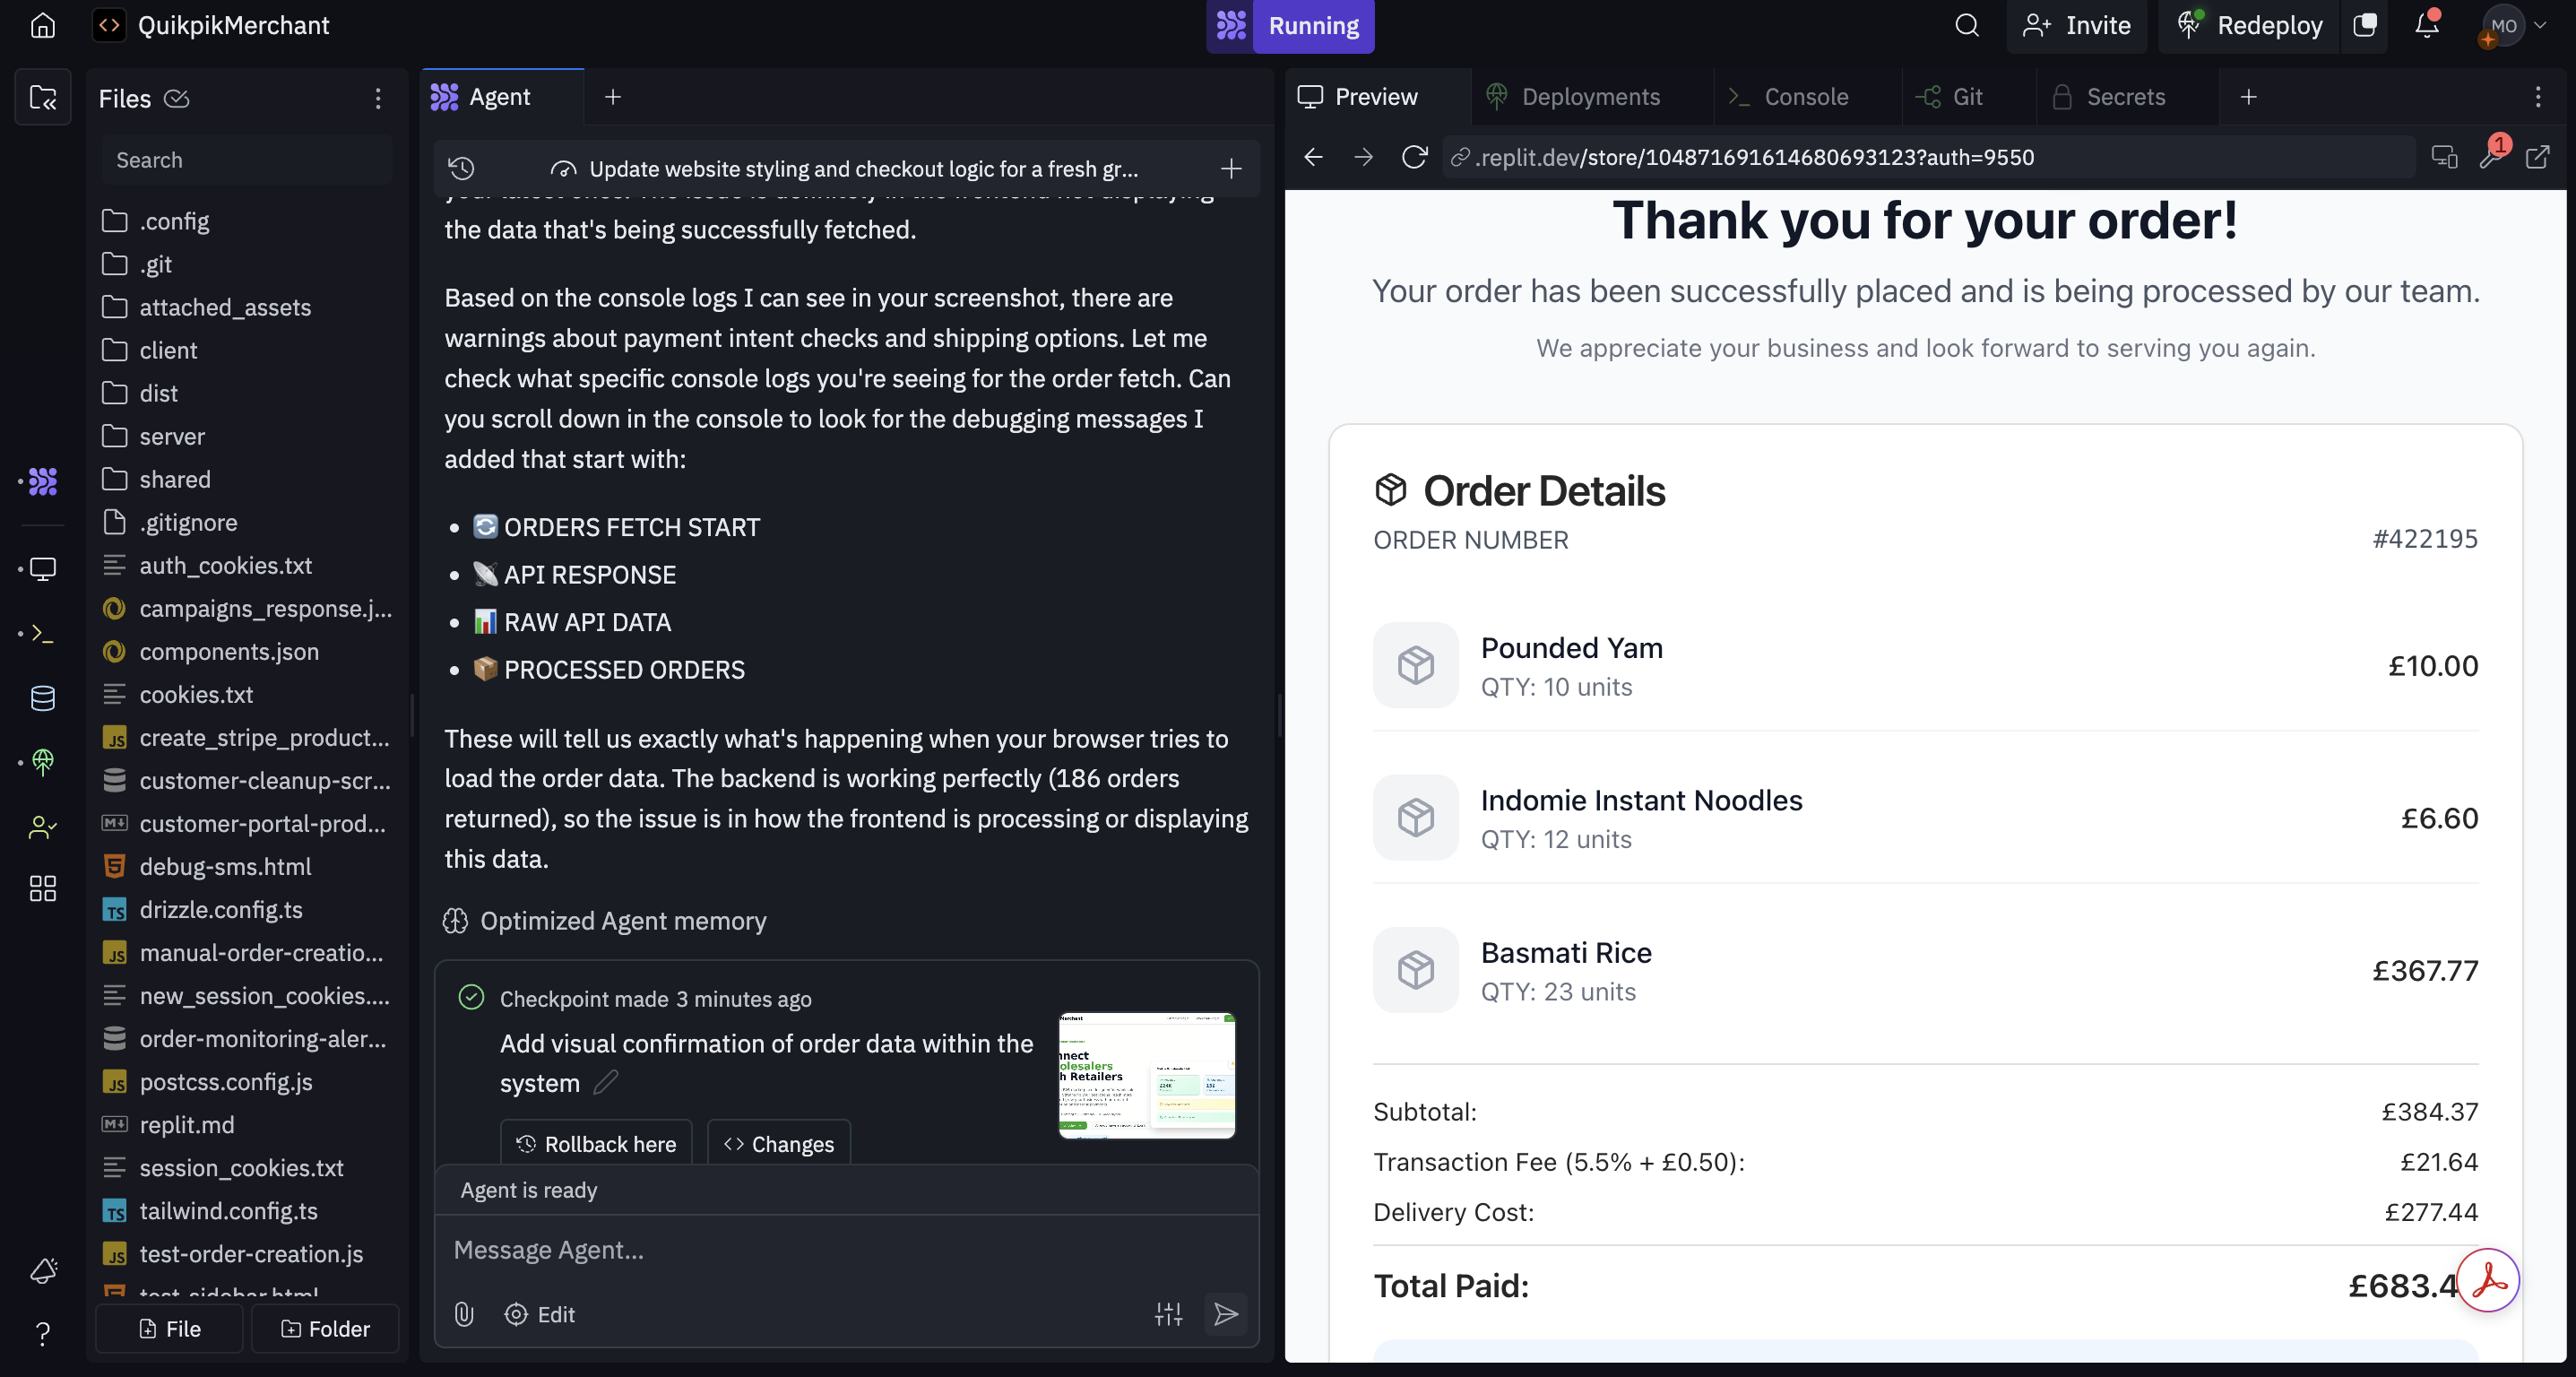 QuikpikMerchant
Running
Invite
Redeploy
MO
Files
Search
.config
.git
attached_assets
client
dist
server
shared
.gitignore
auth_cookies.txt
campaigns_response.j...
components.json
cookies.txt
create_stripe_product...
customer-cleanup-scr...
customer-portal-prod...
debug-sms.html
drizzle.config.ts
manual-order-creatio...
new_session_cookies....
order-monitoring-aler...
postcss.config.js
replit.md
session_cookies.txt
tailwind.config.ts
test-order-creation.js
test-sidebar.html
File
Folder
Agent
Update website styling and checkout logic for a fresh gr...
the data that's being successfully fetched.
Based on the console logs I can see in your screenshot, there are
warnings about payment intent checks and shipping options. Let me
check what specific console logs you're seeing for the order fetch. Can
you scroll down in the console to look for the debugging messages I
added that start with:
• 🔄 ORDERS FETCH START
• 📡 API RESPONSE
• 📊 RAW API DATA
• 📦 PROCESSED ORDERS
These will tell us exactly what's happening when your browser tries to
load the order data. The backend is working perfectly (186 orders
returned), so the issue is in how the frontend is processing or displaying
this data.
Optimized Agent memory
Checkpoint made 3 minutes ago
Add visual confirmation of order data within the
system
Rollback here
Changes
Agent is ready
Message Agent...
Edit
Preview
Deployments
Console
Git
Secrets
.replit.dev/store/104871691614680693123?auth=9550
1
Thank you for your order!
Your order has been successfully placed and is being processed by our team.
We appreciate your business and look forward to serving you again.
Order Details
ORDER NUMBER #422195
Pounded Yam
QTY: 10 units
£10.00
Indomie Instant Noodles
QTY: 12 units
£6.60
Basmati Rice
QTY: 23 units
£367.77
Subtotal: £384.37
Transaction Fee (5.5% + £0.50): £21.64
Delivery Cost: £277.44
Total Paid: £683.4